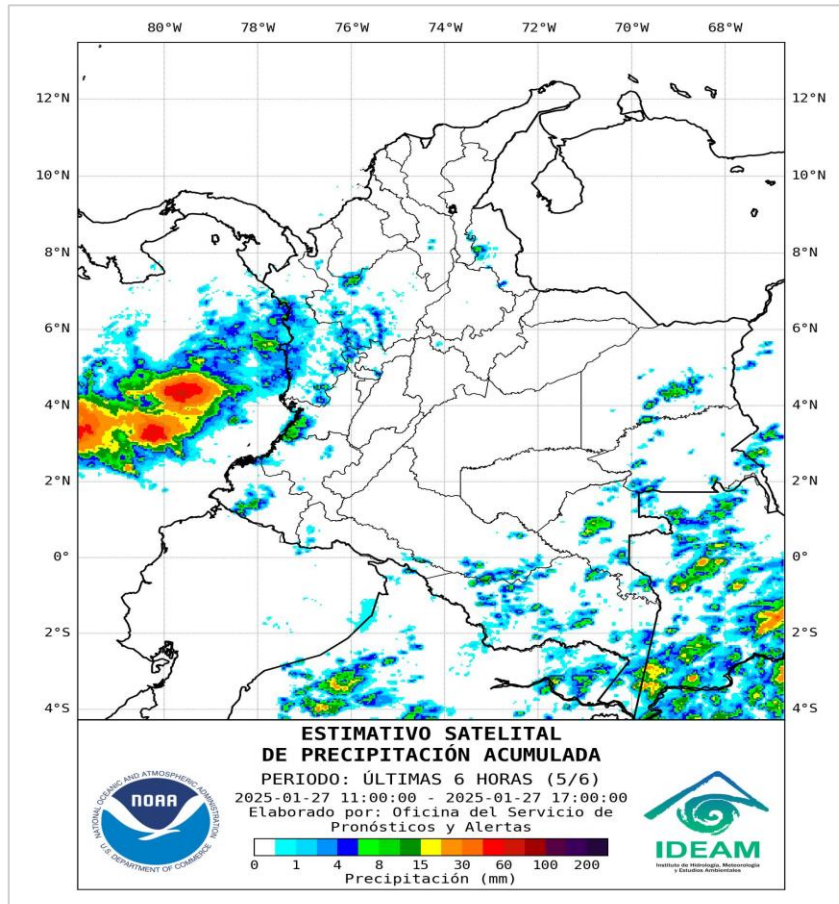 80°W 78°W 76°W 74°W 72°W 70°W 68°W
12°N 12°N
10°N 10°N
8°N 8°N
6°N 6°N
4°N 4°N
2°N 2°N
0° 0°
2°S 2°S
4°S 4°S
ESTIMATIVO SATELITAL
DE PRECIPITACIÓN ACUMULADA
PERIODO: ÚLTIMAS 6 HORAS (5/6)
2025-01-27 11:00:00 - 2025-01-27 17:00:00
Elaborado por: Oficina del Servicio de
Pronósticos y Alertas
0 1 4 8 15 30 60 100 200
Precipitación (mm)
NATIONAL OCEANIC AND ATMOSPHERIC ADMINISTRATION
NOAA
U.S. DEPARTMENT OF COMMERCE
IDEAM
Instituto de Hidrología, Meteorología
y Estudios Ambientales